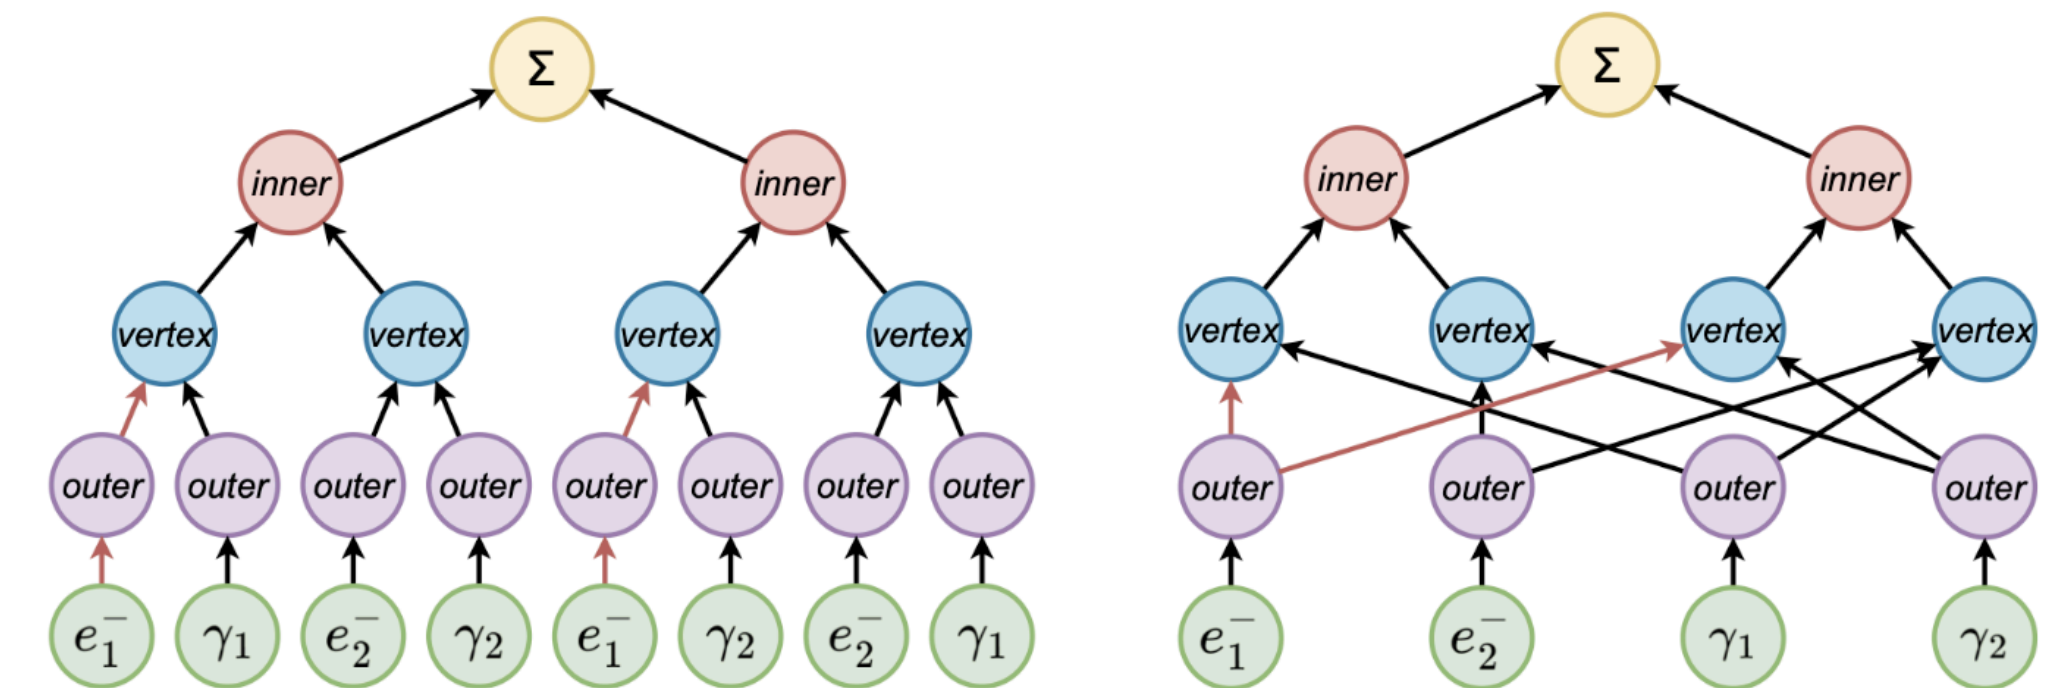 Σ Σ
inner inner inner inner
vertex vertex vertex vertex vertex vertex vertex vertex
outer outer outer outer outer outer outer outer outer outer outer outer
e₁⁻ γ₁ e₂⁻ γ₂ e₁⁻ γ₂ e₂⁻ γ₁ e₁⁻ e₂⁻ γ₁ γ₂